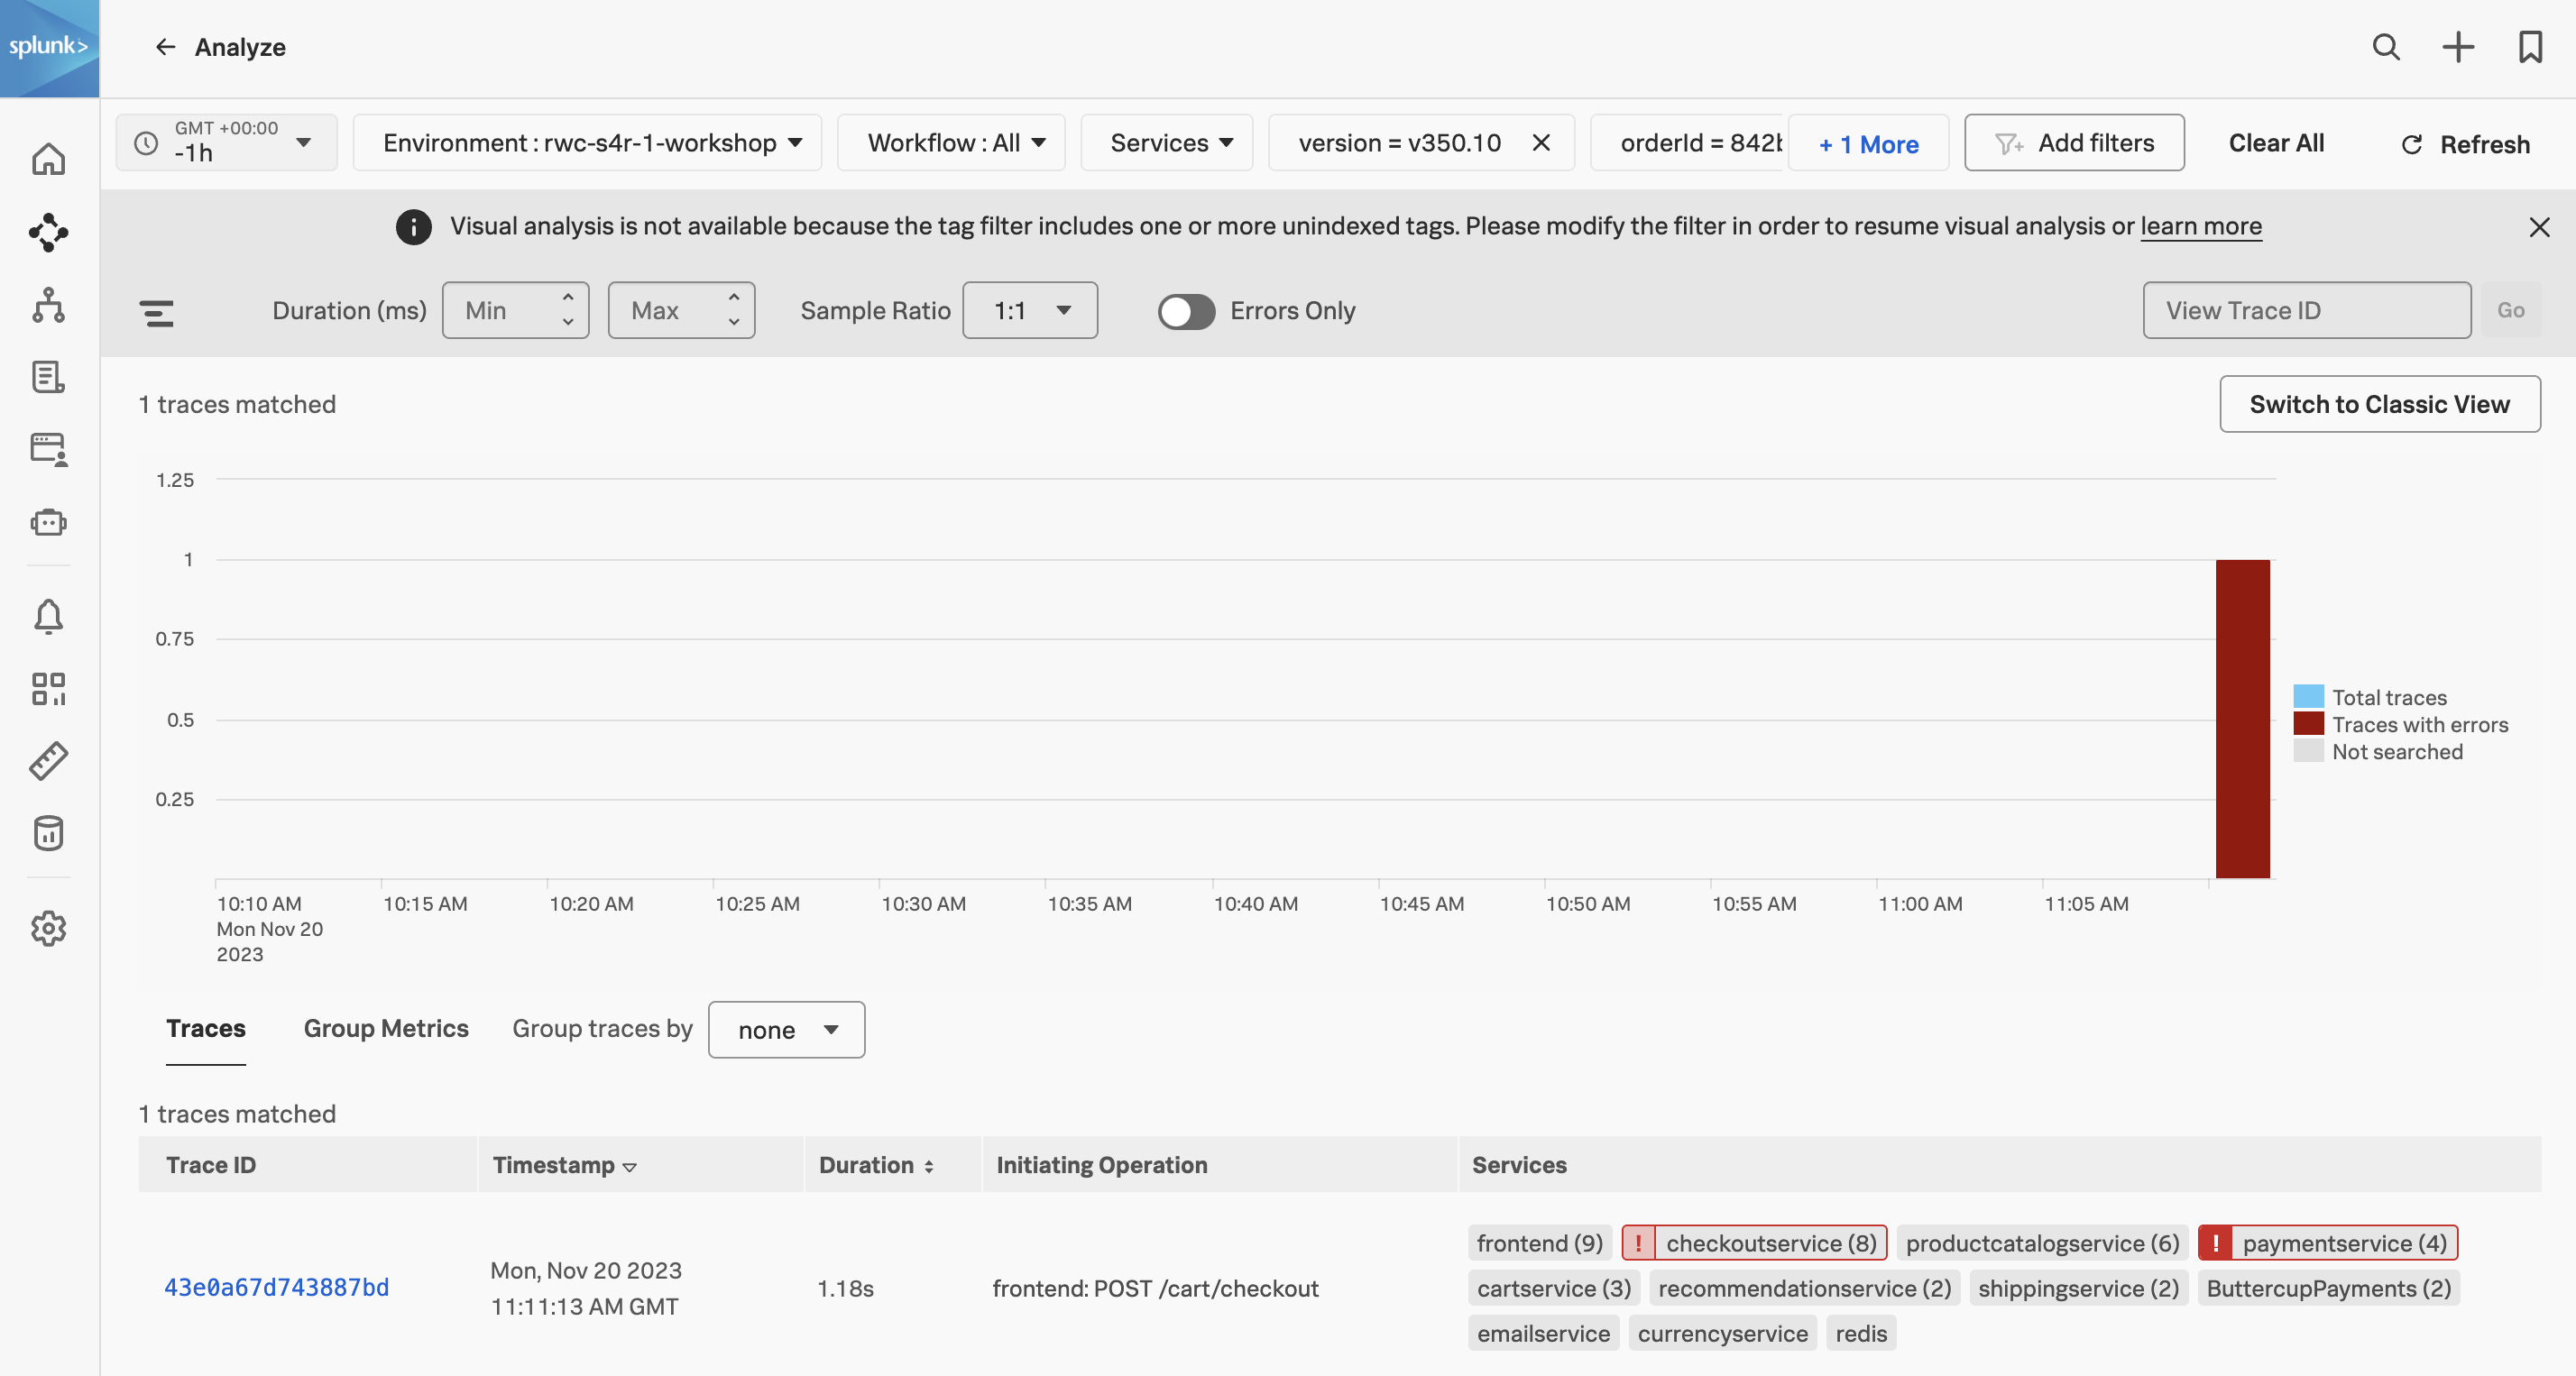 splunk>
Analyze
GMT +00:00
-1h
Environment : rwc-s4r-1-workshop
Workflow : All
Services
version = v350.10
orderId = 842
+ 1 More
Add filters
Clear All
Refresh
Visual analysis is not available because the tag filter includes one or more unindexed tags. Please modify the filter in order to resume visual analysis or learn more
Duration (ms)
Min
Max
Sample Ratio
1:1
Errors Only
View Trace ID
Go
1 traces matched
Switch to Classic View
1.25
1
0.75
0.5
0.25
Total traces
Traces with errors
Not searched
10:10 AM 10:15 AM 10:20 AM 10:25 AM 10:30 AM 10:35 AM 10:40 AM 10:45 AM 10:50 AM 10:55 AM 11:00 AM 11:05 AM
Mon Nov 20
2023
Traces
Group Metrics
Group traces by
none
1 traces matched
Trace ID
Timestamp
Duration
Initiating Operation
Services
43e0a67d743887bd
Mon, Nov 20 2023
11:11:13 AM GMT
1.18s
frontend: POST /cart/checkout
frontend (9) ! checkoutservice (8) productcatalogservice (6) ! paymentservice (4)
cartservice (3) recommendationservice (2) shippingservice (2) ButtercupPayments (2)
emailservice currencyservice redis